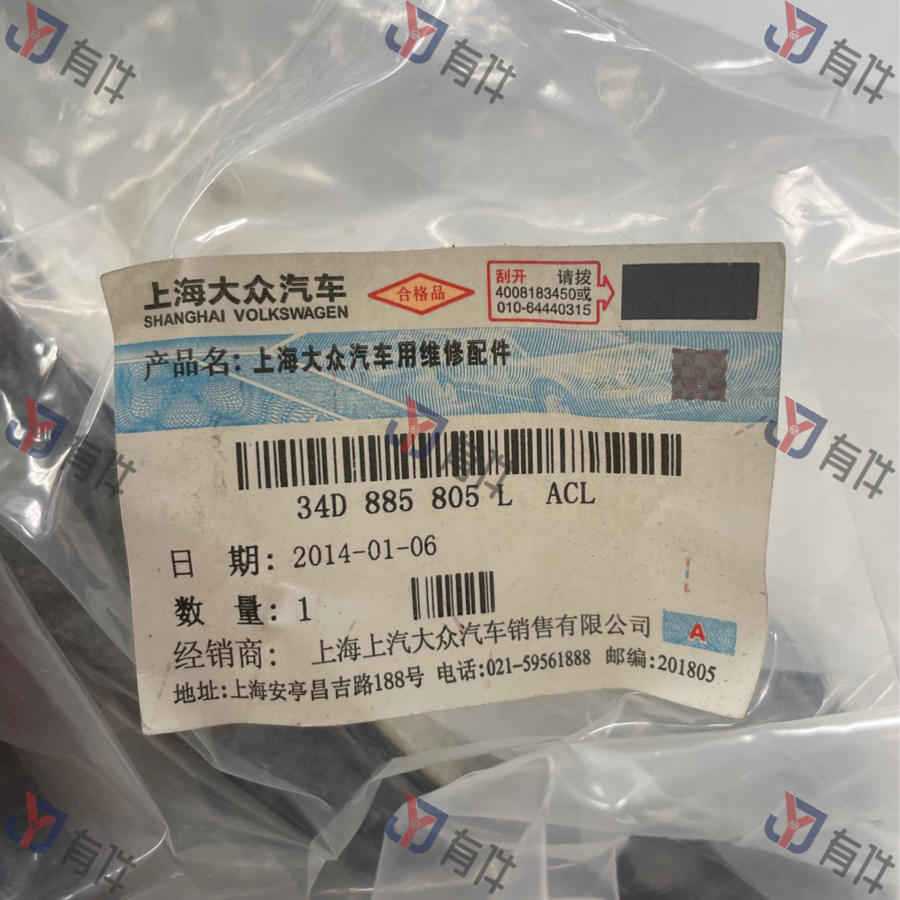 有件
有件
有件
上海大众汽车
SHANGHAI VOLKSWAGEN
合格品
刮开 请拨
4008183450或
010-64440315
产品名: 上海大众汽车用维修配件
有件
有件
有件
34D 885 805 L ACL
日 期: 2014-01-06
数 量: 1
经销商: 上海上汽大众汽车销售有限公司
A
地址:上海安亭昌吉路188号 电话:021-59561888 邮编:201805
有件
有件
有件